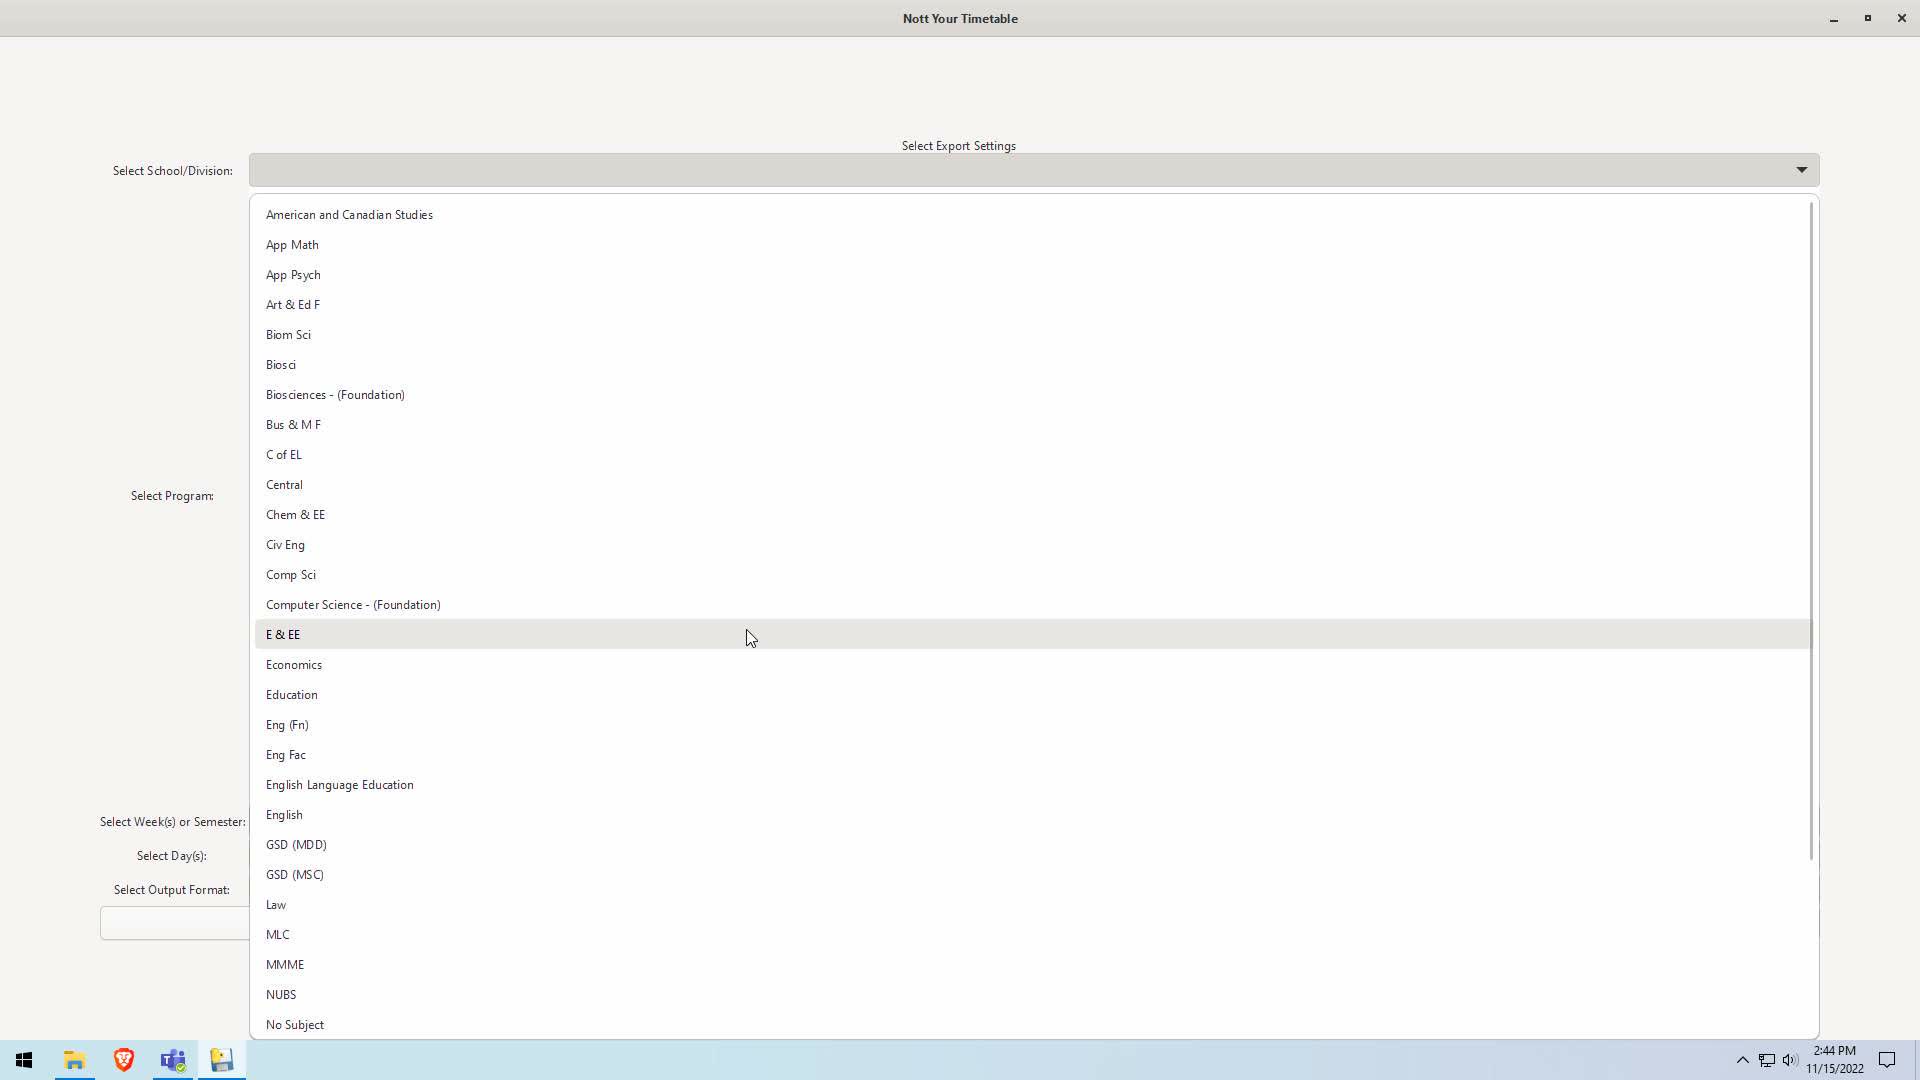 Nott Your Timetable
Select Export Settings
Select School/Division:
American and Canadian Studies
App Math
App Psych
Art & Ed F
Biom Sci
Biosci
Biosciences - (Foundation)
Bus & M F
C of EL
Central
Select Program:
Chem & EE
Civ Eng
Comp Sci
Computer Science - (Foundation)
E & EE
Economics
Education
Eng (Fn)
Eng Fac
English Language Education
English
Select Week(s) or Semester:
GSD (MDD)
Select Day(s):
GSD (MSC)
Select Output Format:
Law
MLC
MMME
NUBS
No Subject
2:44 PM
11/15/2022